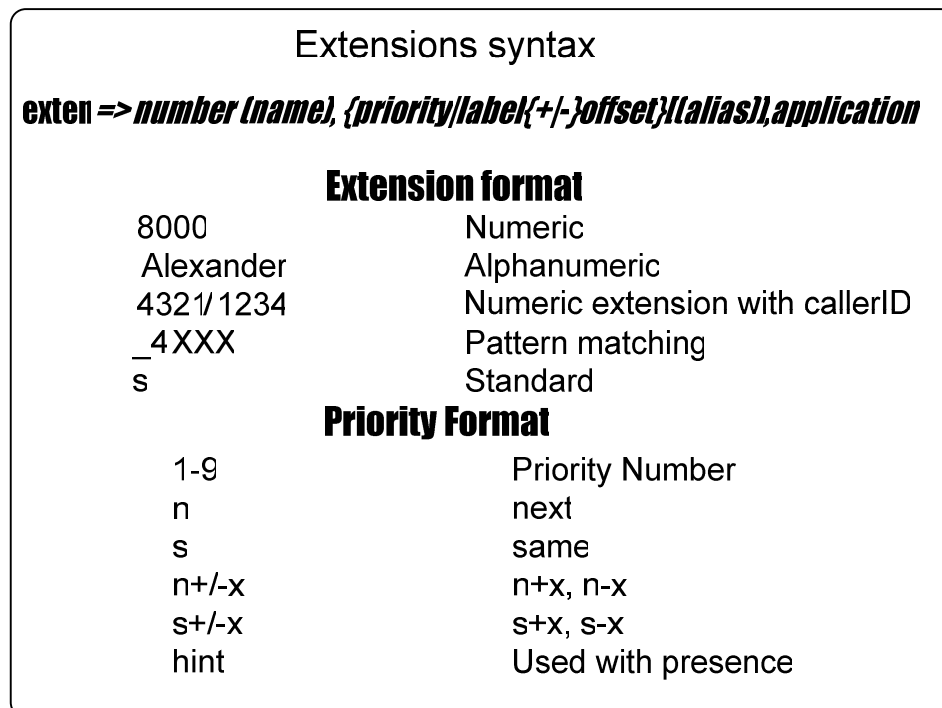 Extensions syntax
exten => number (name), {priority|label{+/-}offset}[(alias)],application
Extension format
8000 Numeric
Alexander Alphanumeric
4321/1234 Numeric extension with callerID
_4XXX Pattern matching
s Standard
Priority Format
1-9 Priority Number
n next
s same
n+/-x n+x, n-x
s+/-x s+x, s-x
hint Used with presence